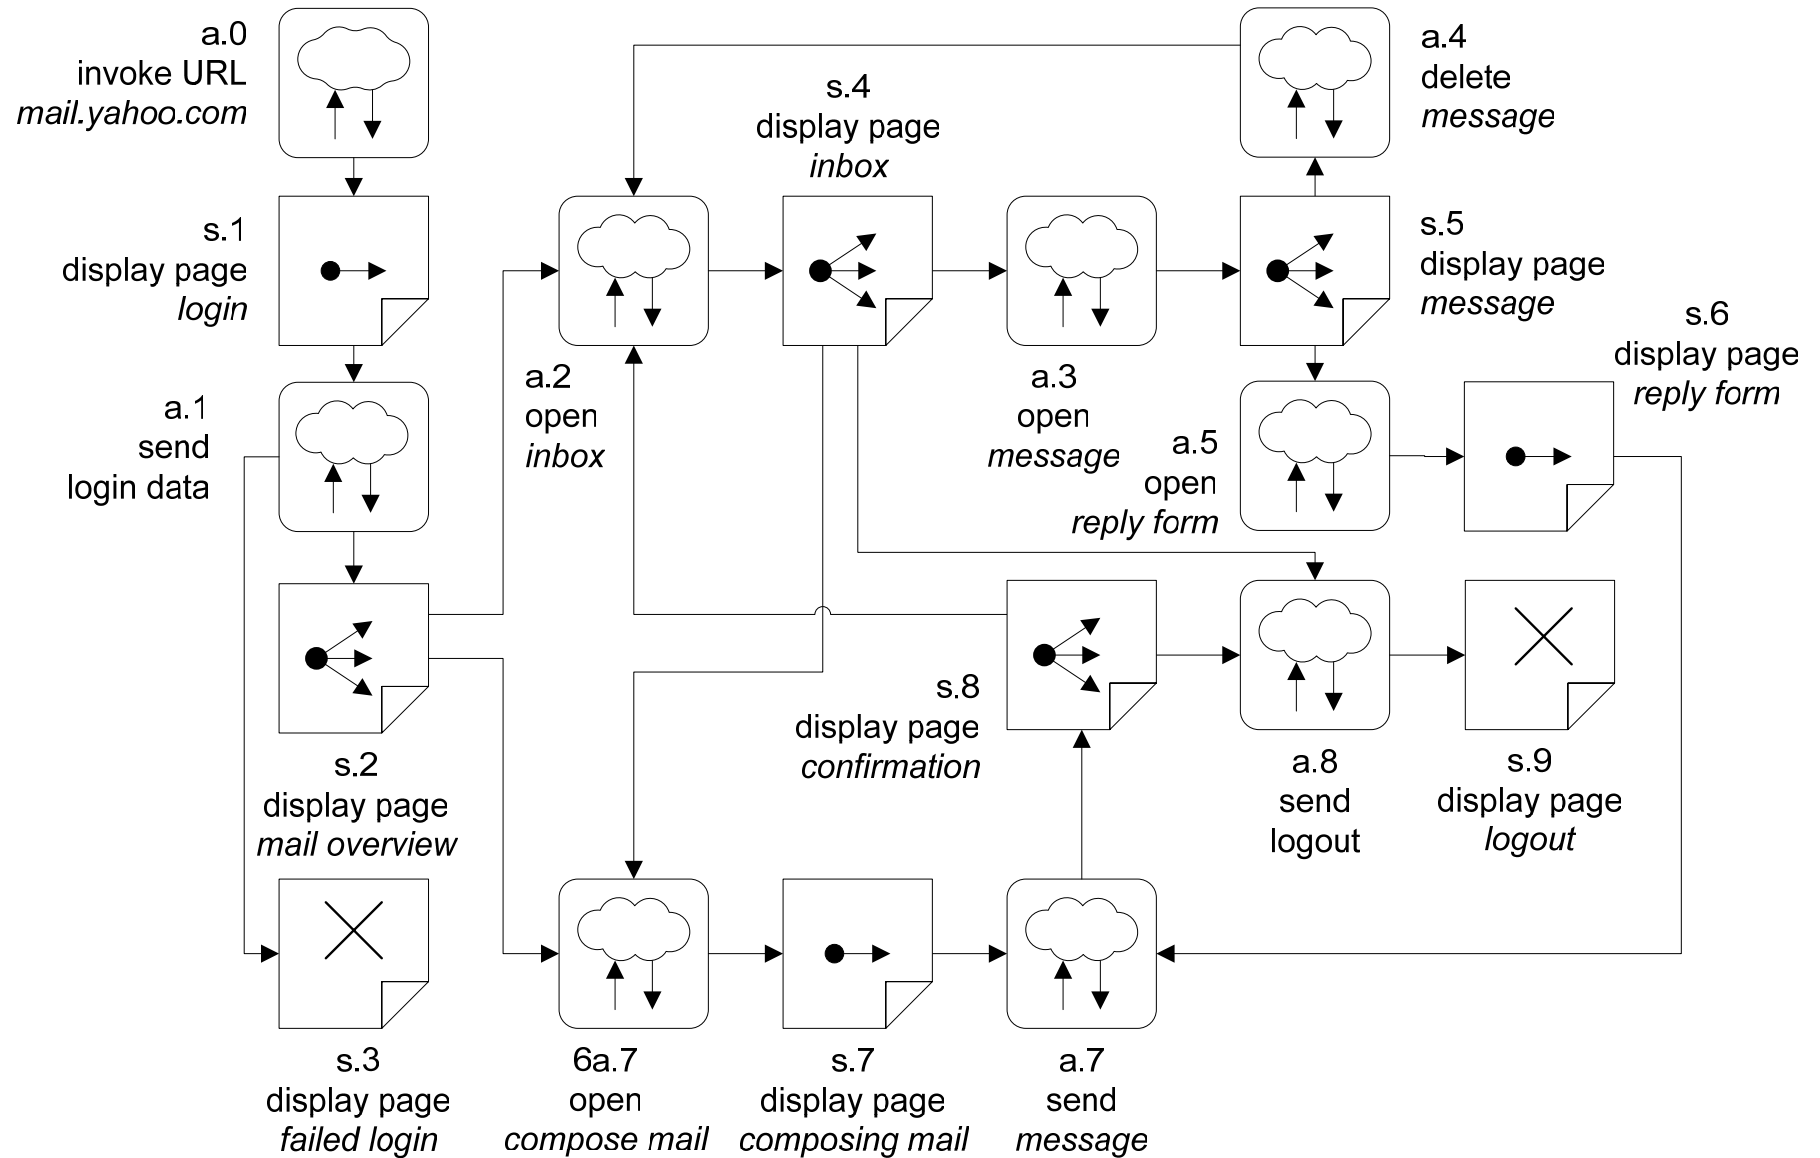 a.0
invoke URL
mail.yahoo.com
s.1
display page
login
a.1
send
login data
s.2
display page
mail overview
s.3
display page
failed login
a.2
open
inbox
s.4
display page
inbox
a.3
open
message
a.4
delete
message
s.5
display page
message
a.5
open
reply form
s.6
display page
reply form
s.8
display page
confirmation
a.8
send
logout
s.9
display page
logout
6a.7
open
compose mail
s.7
display page
composing mail
a.7
send
message